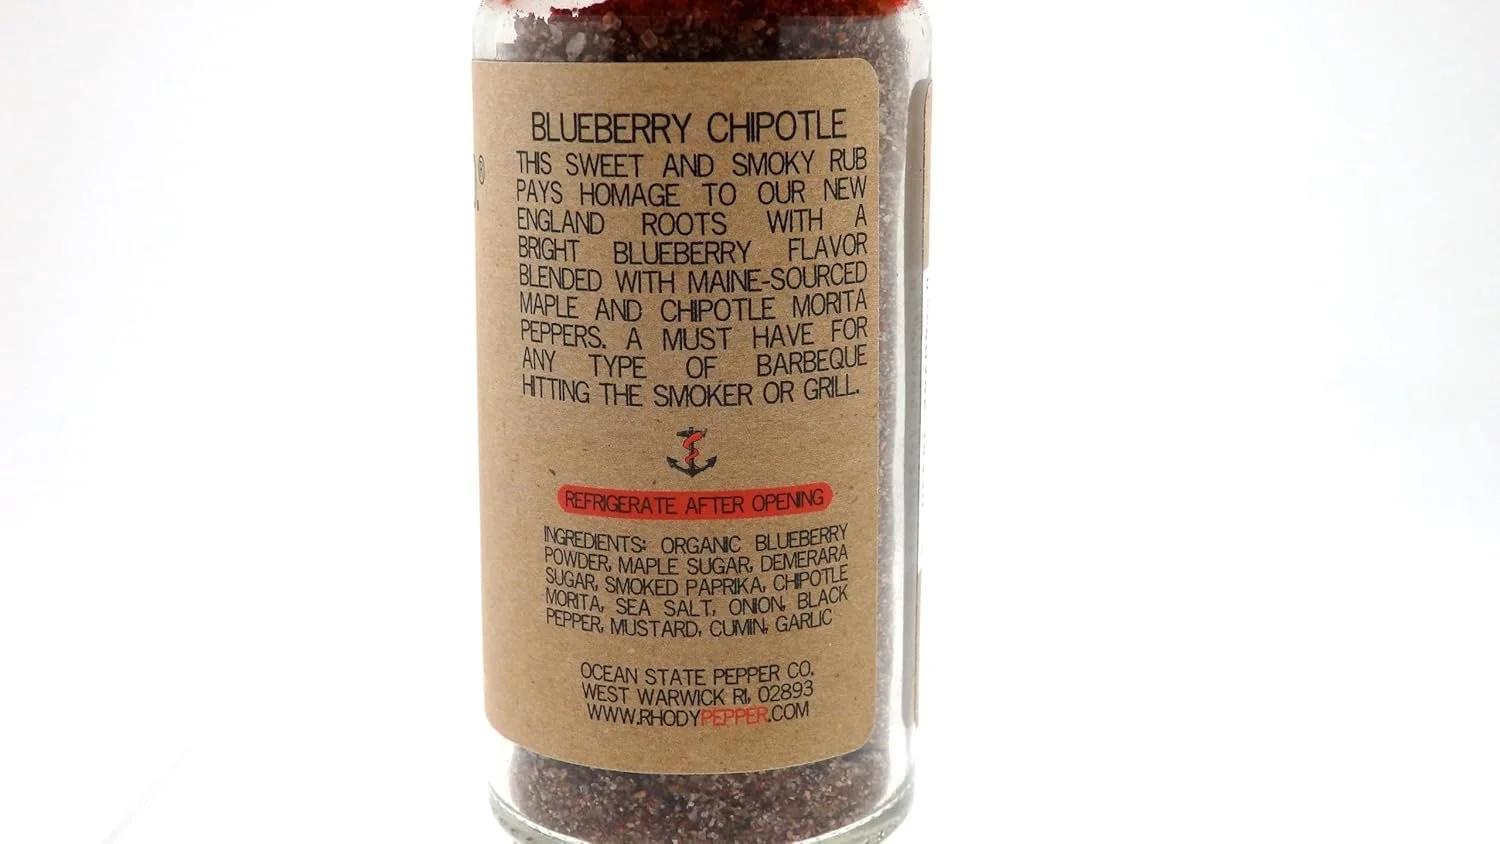 BLUEBERRY CHIPOTLE
THIS SWEET AND SMOKY RUB
PAYS HOMAGE TO OUR NEW
ENGLAND ROOTS WITH A
BRIGHT BLUEBERRY FLAVOR
BLENDED WITH MAINE-SOURCED
MAPLE AND CHIPOTLE MORITA
PEPPERS. A MUST HAVE FOR
ANY TYPE OF BARBEQUE
HITTING THE SMOKER OR GRILL.
REFRIGERATE AFTER OPENING
INGREDIENTS: ORGANIC BLUEBERRY
POWDER, MAPLE SUGAR, DEMERARA
SUGAR, SMOKED PAPRIKA, CHIPOTLE
MORITA, SEA SALT, ONION, BLACK
PEPPER, MUSTARD, CUMIN, GARLIC
OCEAN STATE PEPPER CO.
WEST WARWICK RI, 02893
WWW.RHODYPEPPER.COM